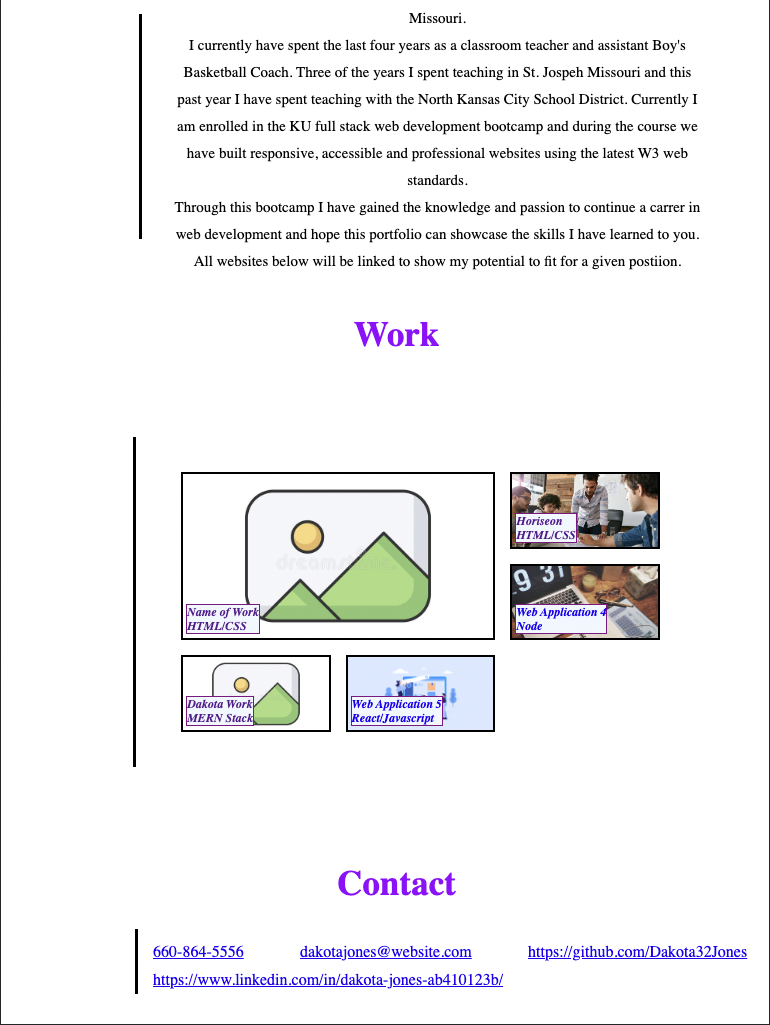 Missouri.
I currently have spent the last four years as a classroom teacher and assistant Boy's
Basketball Coach. Three of the years I spent teaching in St. Jospeh Missouri and this
past year I have spent teaching with the North Kansas City School District. Currently I
am enrolled in the KU full stack web development bootcamp and during the course we
have built responsive, accessible and professional websites using the latest W3 web
standards.
Through this bootcamp I have gained the knowledge and passion to continue a carrer in
web development and hope this portfolio can showcase the skills I have learned to you.
All websites below will be linked to show my potential to fit for a given postiion.
Work
Name of Work
HTML/CSS
Horiseon
HTML/CSS
9 31
Web Application 4
Node
Dakota Work
MERN Stack
Web Application 5
React/Javascript
Contact
660-864-5556 dakotajones@website.com https://github.com/Dakota32Jones
https://www.linkedin.com/in/dakota-jones-ab410123b/